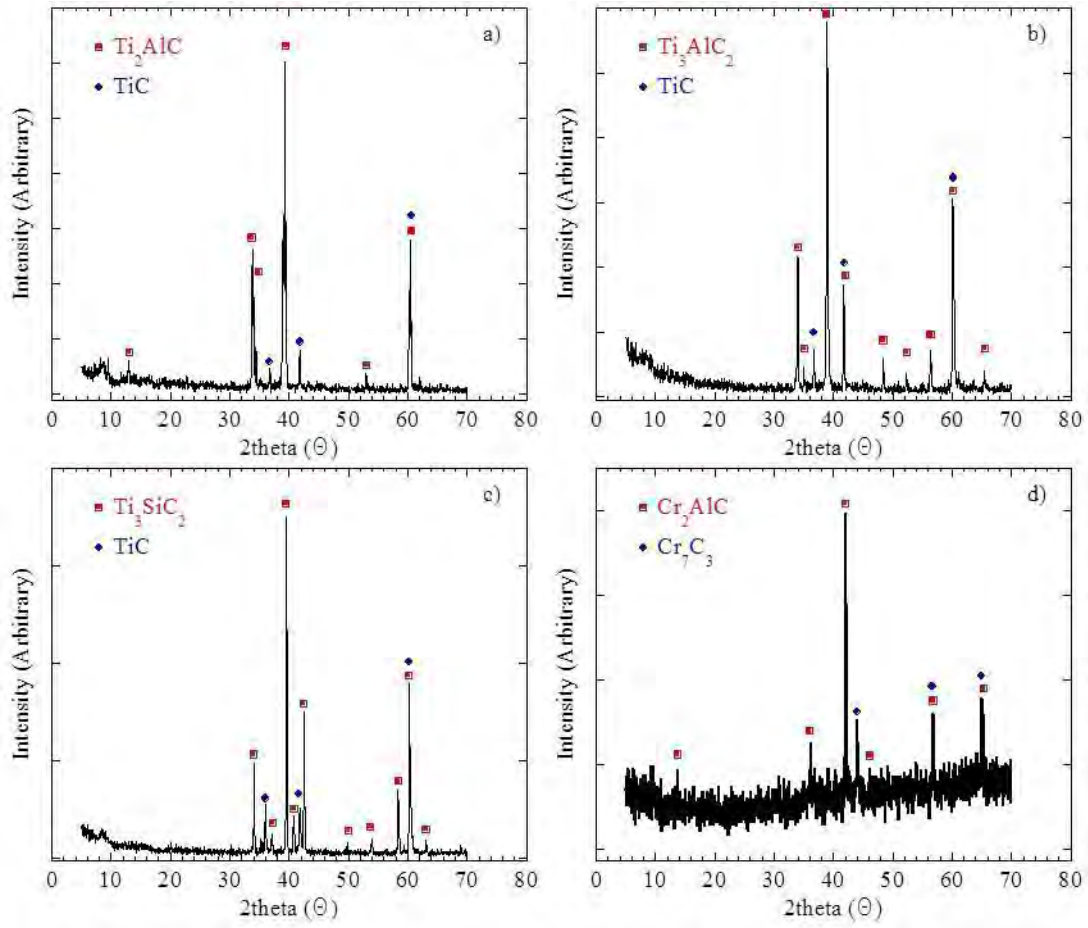 a)
Ti2AlC
TiC
Intensity (Arbitrary)
0 10 20 30 40 50 60 70 80
2theta (Θ)
b)
Ti3AlC2
TiC
Intensity (Arbitrary)
0 10 20 30 40 50 60 70 80
2theta (Θ)
c)
Ti3SiC2
TiC
Intensity (Arbitrary)
0 10 20 30 40 50 60 70 80
2theta (Θ)
d)
Cr2AlC
Cr7C3
Intensity (Arbitrary)
0 10 20 30 40 50 60 70 80
2theta (Θ)